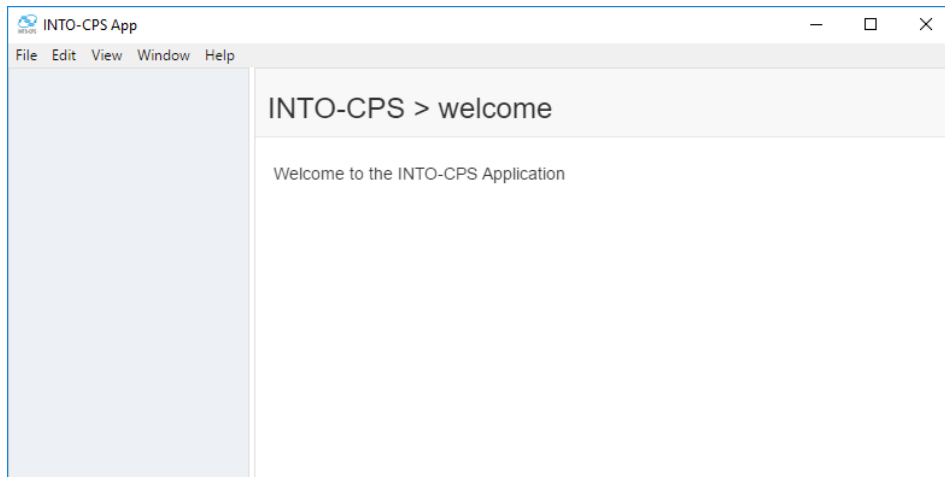 INTO-CPS App
File Edit View Window Help
INTO-CPS > welcome
Welcome to the INTO-CPS Application